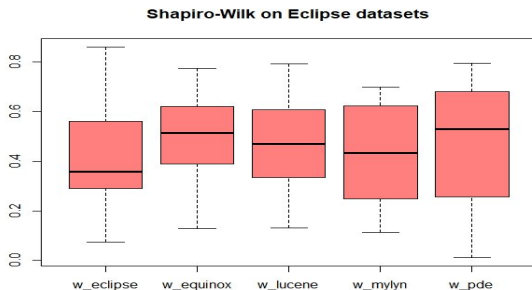 Shapiro-Wilk on Eclipse datasets
0.8
0.6
0.4
0.2
0.0
w_eclipse w_equinox w_lucene w_mylyn w_pde